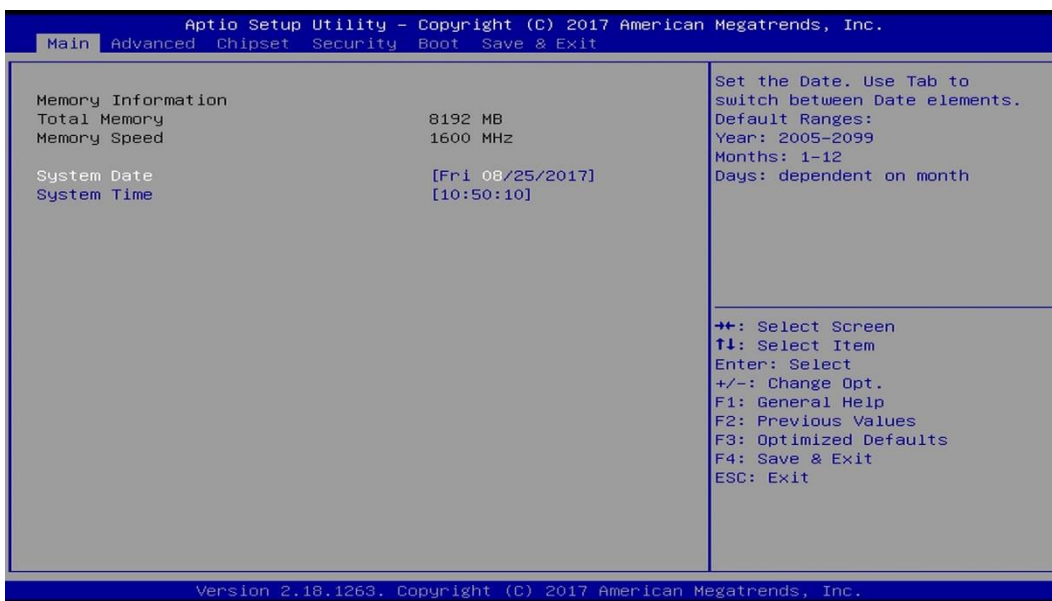 Aptio Setup Utility – Copyright (C) 2017 American Megatrends, Inc.
Main Advanced Chipset Security Boot Save & Exit
Memory Information
Total Memory 8192 MB
Memory Speed 1600 MHz
System Date [Fri 08/25/2017]
System Time [10:50:10]
Set the Date. Use Tab to
switch between Date elements.
Default Ranges:
Year: 2005-2099
Months: 1-12
Days: dependent on month
→←: Select Screen
↑↓: Select Item
Enter: Select
+/-: Change Opt.
F1: General Help
F2: Previous Values
F3: Optimized Defaults
F4: Save & Exit
ESC: Exit
Version 2.18.1263. Copyright (C) 2017 American Megatrends, Inc.